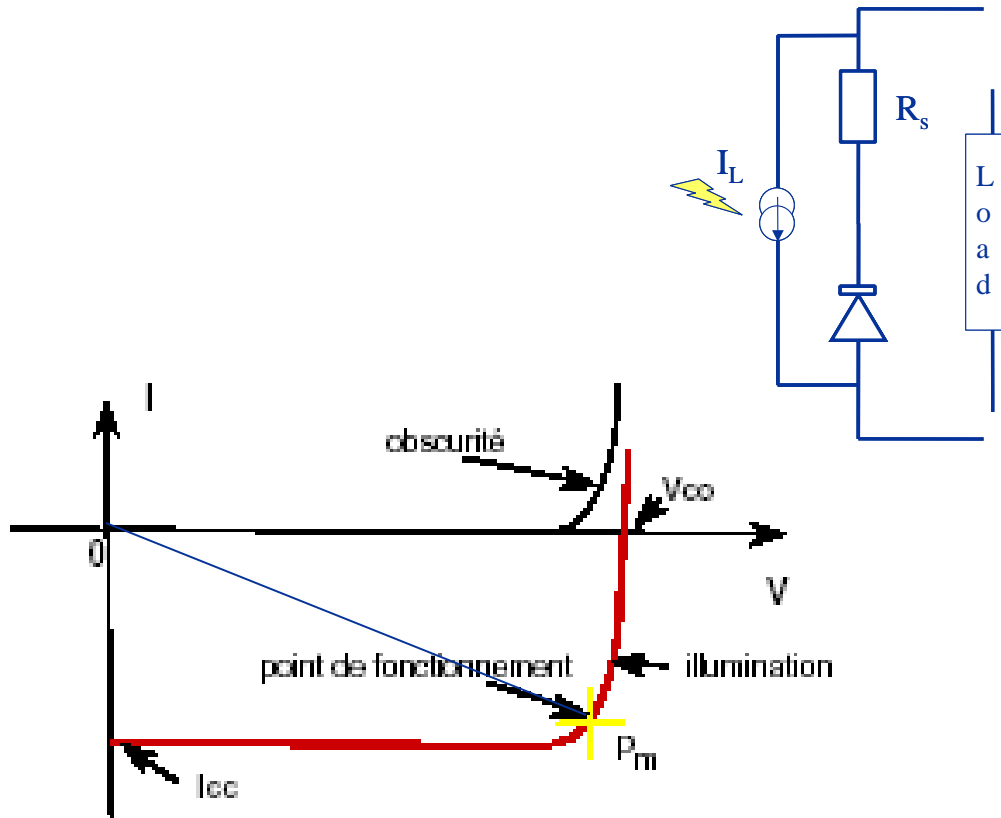 R_s
I_L
L
o
a
d
I
obscurité
Vco
0
V
point de fonctionnement
illumination
P_m
Icc